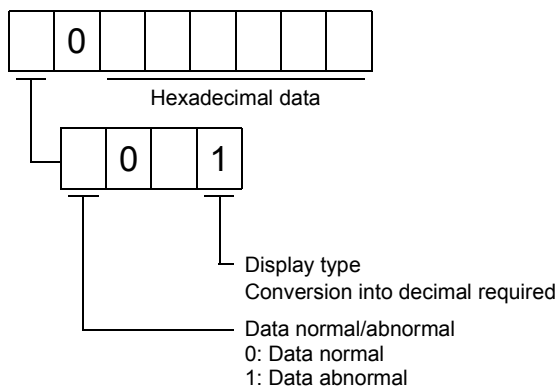 0
Hexadecimal data
0 1
Display type
Conversion into decimal required
Data normal/abnormal
0: Data normal
1: Data abnormal